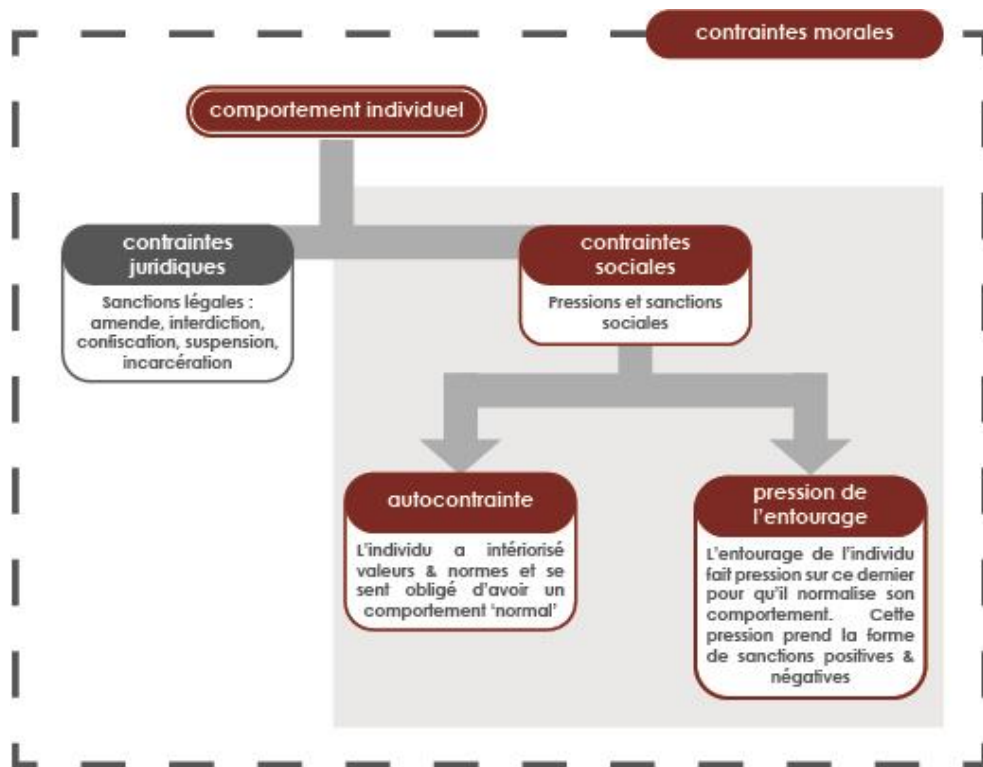 contraintes morales
comportement individuel
contraintes
juridiques
Sanctions légales :
amende, interdiction,
confiscation, suspension,
incarcération
contraintes
sociales
Pressions et sanctions
sociales
autocontrainte
L'individu a intériorisé
valeurs & normes et se
sent obligé d'avoir un
comportement 'normal'
pression de
l'entourage
L'entourage de l'individu
fait pression sur ce dernier
pour qu'il normalise son
comportement. Cette
pression prend la forme
de sanctions positives &
négatives